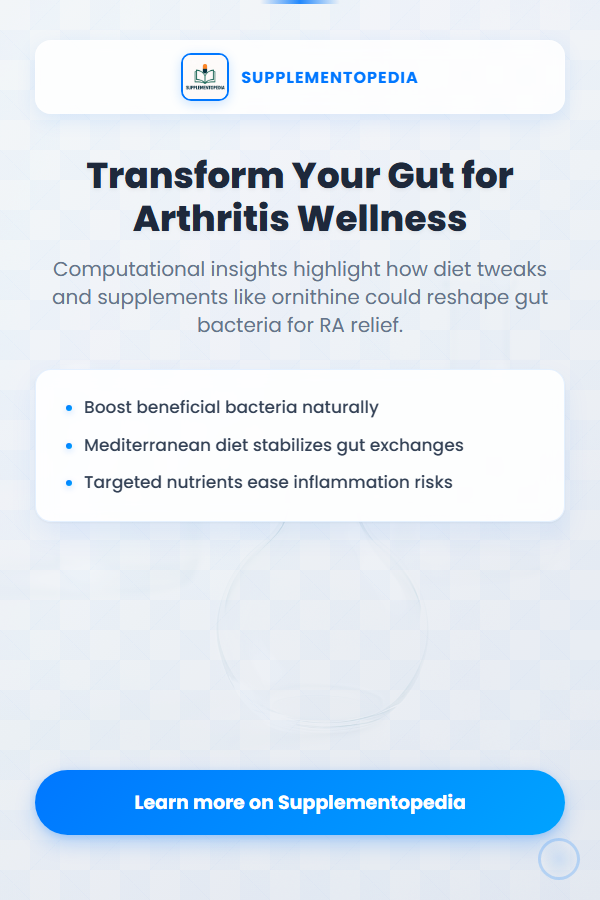 SUPPLEMENTOPEDIA
SUPPLEMENTOPEDIA
Transform Your Gut for
Arthritis Wellness
Computational insights highlight how diet tweaks
and supplements like ornithine could reshape gut
bacteria for RA relief.
Boost beneficial bacteria naturally
Mediterranean diet stabilizes gut exchanges
Targeted nutrients ease inflammation risks
Learn more on Supplementopedia